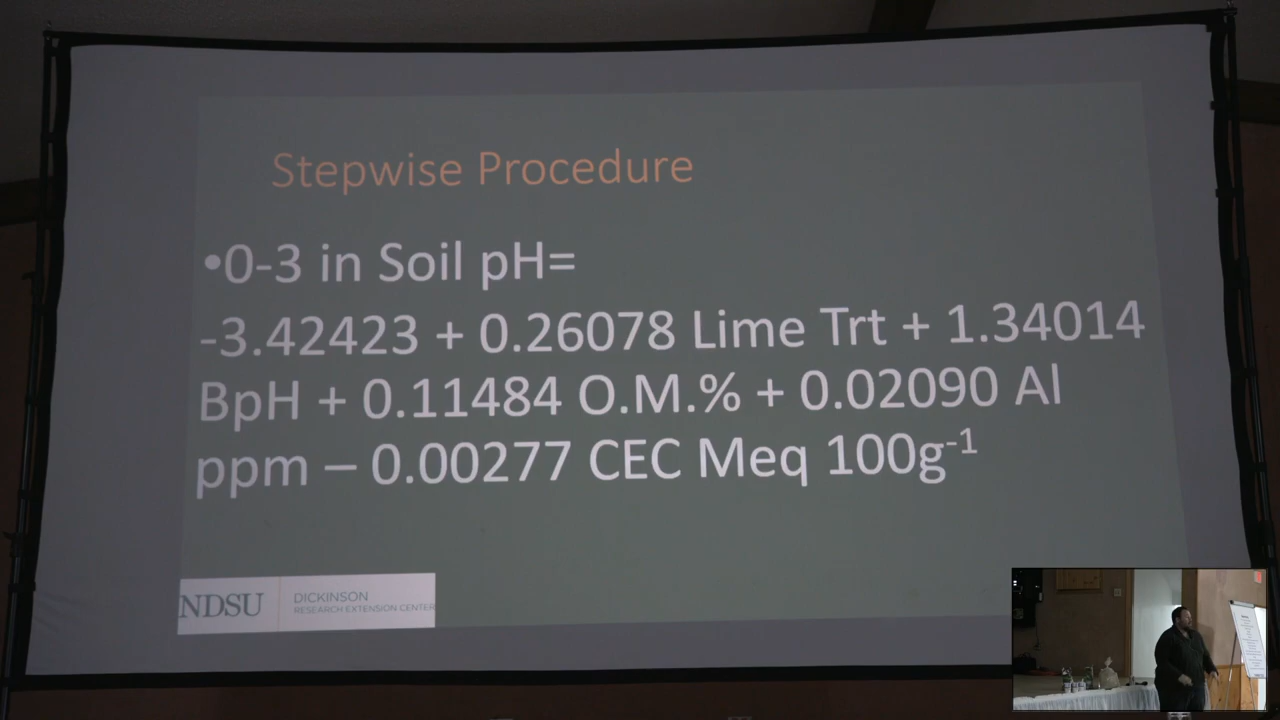 Stepwise Procedure
•0-3 in Soil pH=
-3.42423 + 0.26078 Lime Trt + 1.34014
BpH + 0.11484 O.M.% + 0.02090 Al
ppm – 0.00277 CEC Meq 100g⁻¹
NDSU
DICKINSON
RESEARCH EXTENSION CENTER